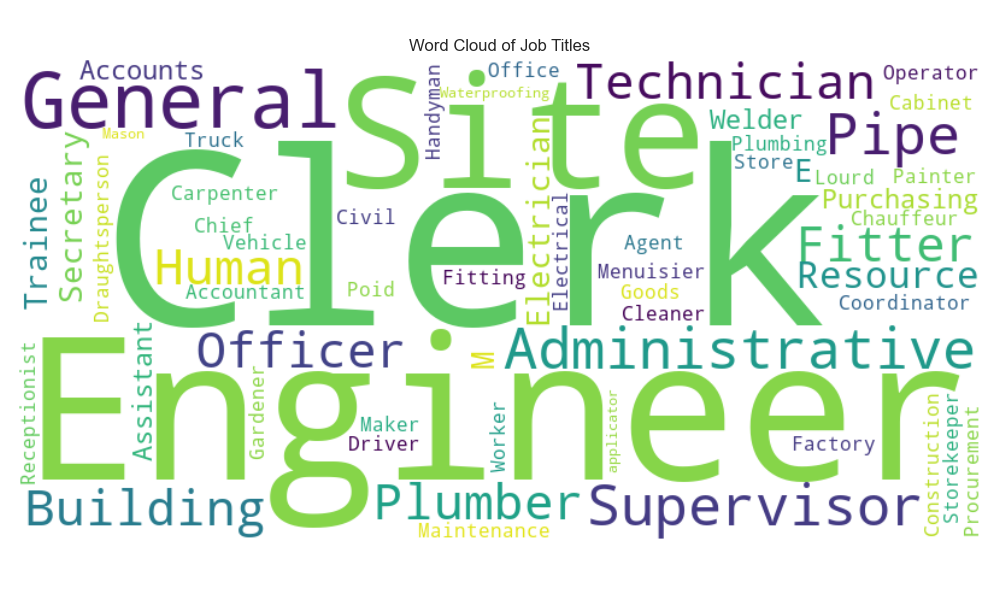 Word Cloud of Job Titles
Accounts
General
Site
Handyman
Office
Waterproofing
Technician
Operator
Cabinet
Mason
Truck
Secretary
Welder
Plumbing
Pipe
Store
E
Lourd
Painter
Trainee
Draughtsperson
Carpenter
Chief
Vehicle
Human
Accountant
Clerk
Civil
Poid
Fitting
Electrician
Electrical
Agent
Menuisier
Goods
Cleaner
Purchasing
Chauffeur
Fitter
Resource
Coordinator
Receptionist
Assistant
Officer
M
Administrative
Engineer
Gardener
Maker
Driver
Worker
applicator
Factory
Construction
Storekeeper
Procurement
Building
Plumber
Maintenance
Supervisor